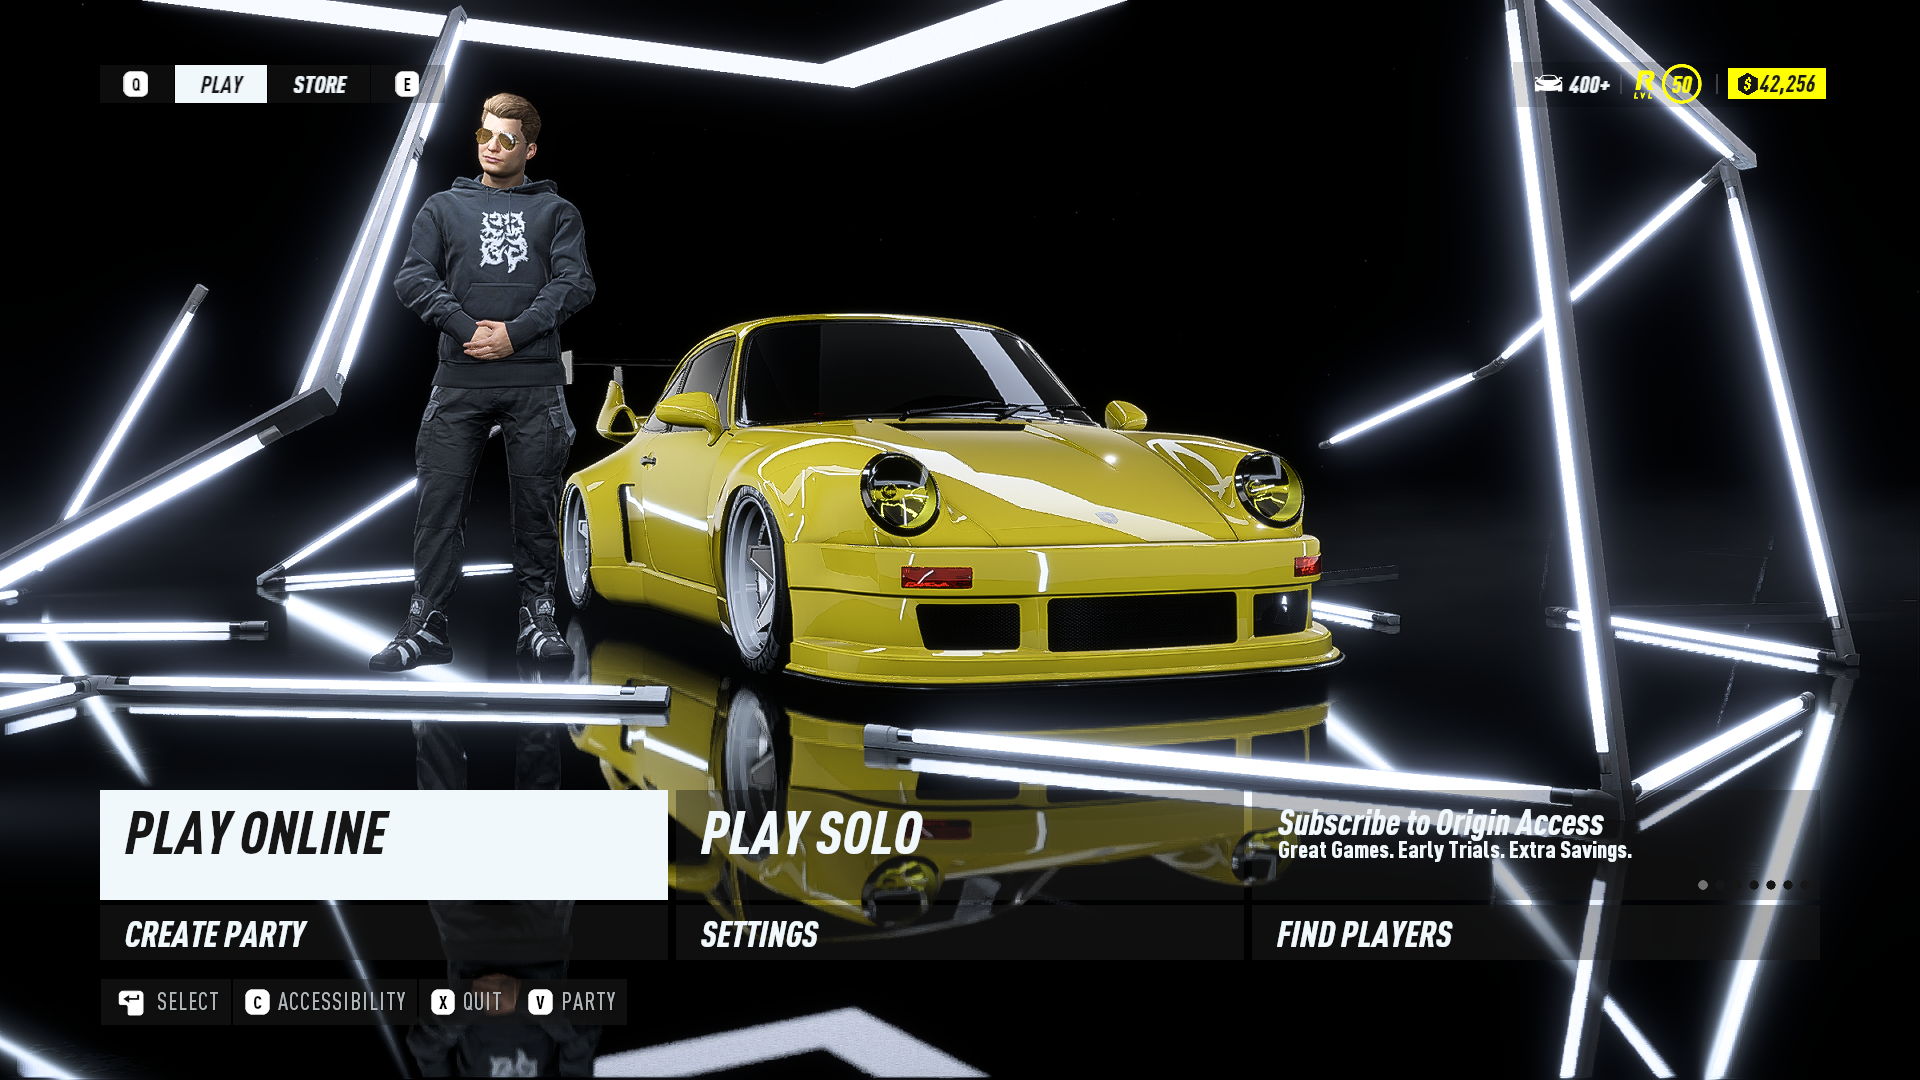 Q PLAY STORE E
400+ R LVL 50 42,256
PLAY ONLINE
PLAY SOLO
Subscribe to Origin Access
Great Games. Early Trials. Extra Savings.
CREATE PARTY
SETTINGS
FIND PLAYERS
SELECT C ACCESSIBILITY X QUIT V PARTY